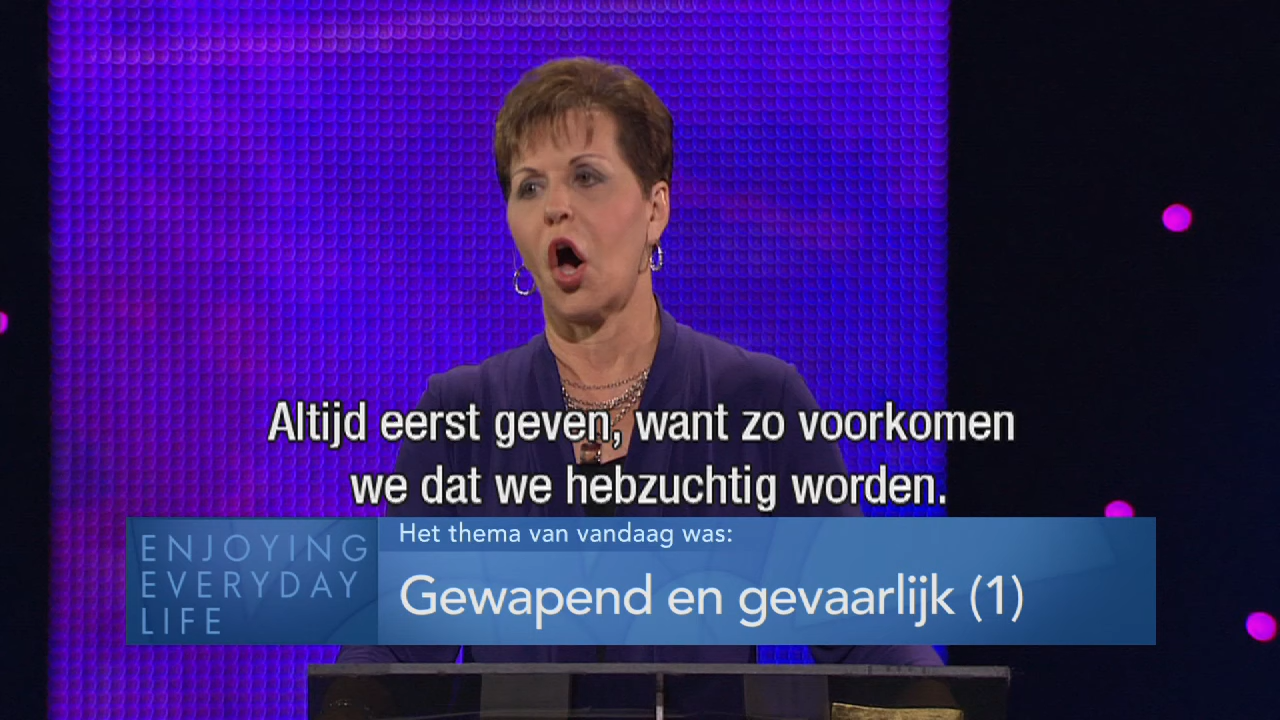 Altijd eerst geven, want zo voorkomen
we dat we hebzuchtig worden.
ENJOYING
EVERYDAY
LIFE
Het thema van vandaag was:
Gewapend en gevaarlijk (1)